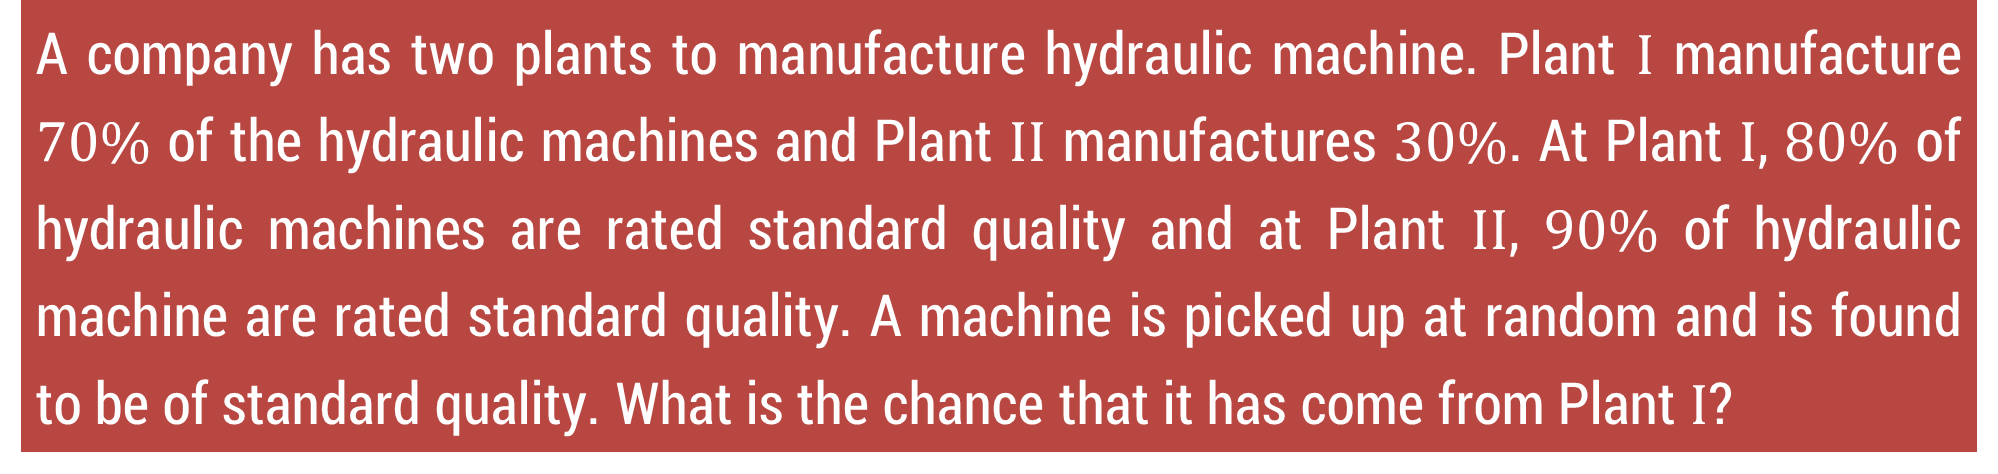 A company has two plants to manufacture hydraulic machine. Plant I manufacture
70% of the hydraulic machines and Plant II manufactures 30%. At Plant I, 80% of
hydraulic machines are rated standard quality and at Plant II, 90% of hydraulic
machine are rated standard quality. A machine is picked up at random and is found
to be of standard quality. What is the chance that it has come from Plant I?